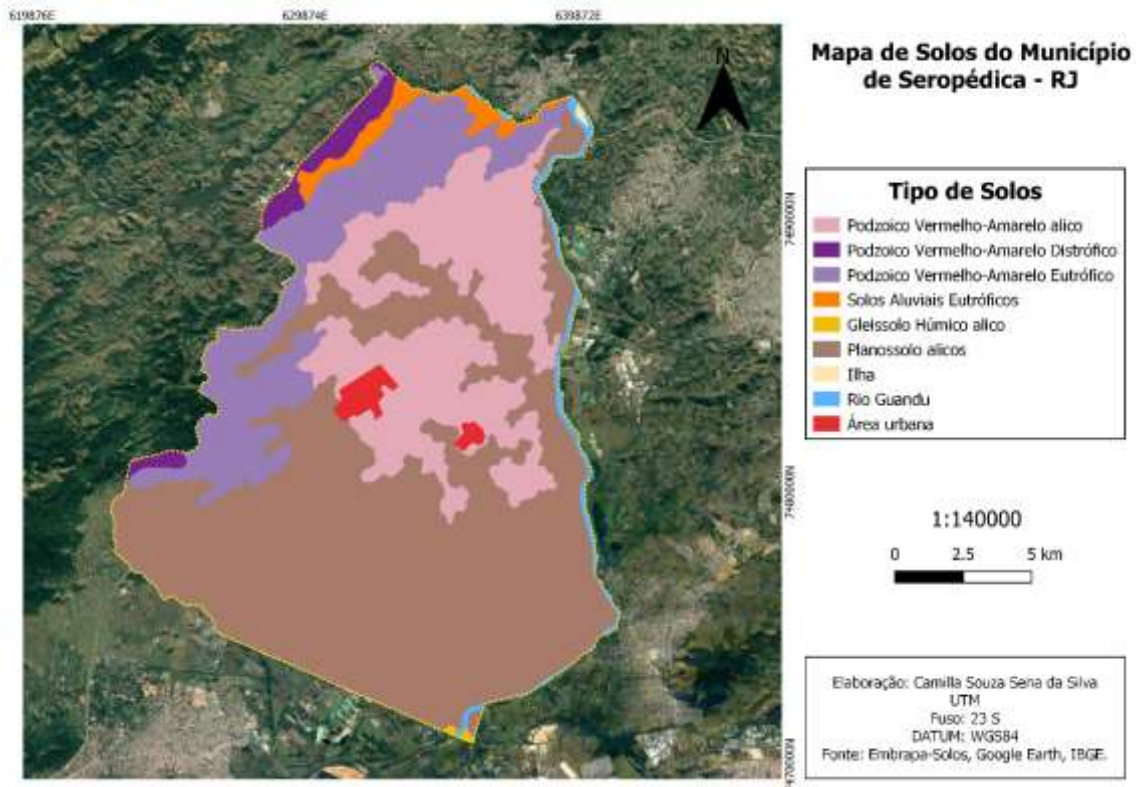 619876E
629874E
639872E
N
Mapa de Solos do Município
de Seropédica - RJ
7490000N
7480000N
7470000N
Tipo de Solos
Podzoico Vermelho-Amarelo alico
Podzoico Vermelho-Amarelo Distrófico
Podzoico Vermelho-Amarelo Eutrófico
Solos Aluviais Eutróficos
Gleissolo Húmico alico
Planossolo alicos
Ilha
Rio Guandu
Área urbana
1:140000
0 2.5 5 km
Elaboração: Camilla Souza Sena da Silva
UTM
Fuso: 23 S
DATUM: WGS84
Fonte: Embrapa-Solos, Google Earth, IBGE.